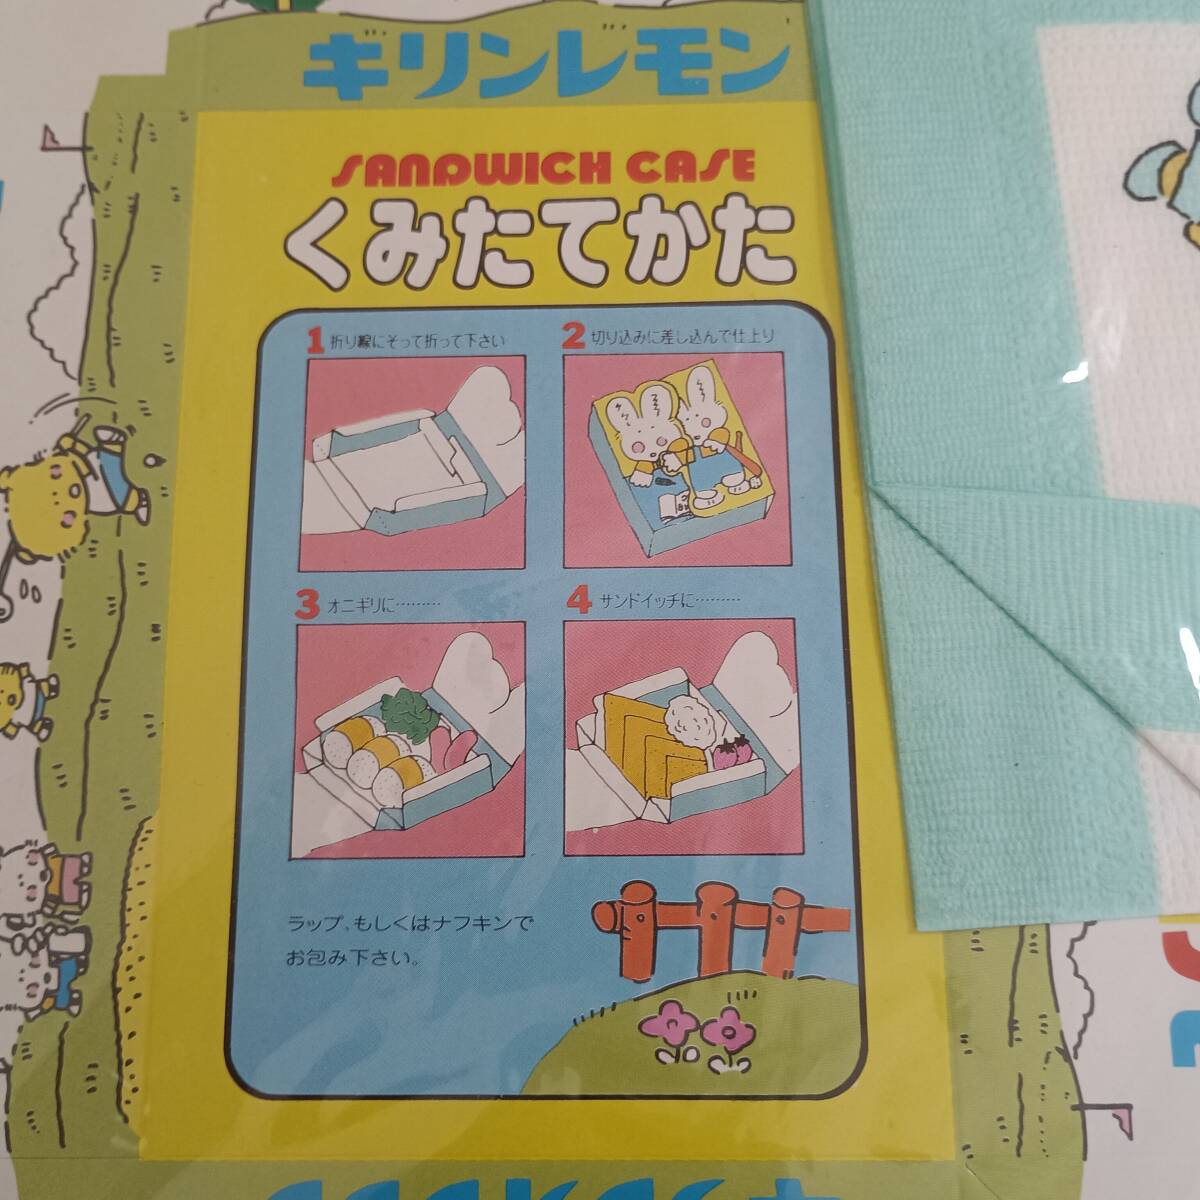 キリンレモン
SANDWICH CASE
くみたてかた
1 折り線にそって折って下さい
2 切り込みに差し込んで仕上り
3 オニギリに………
4 サンドイッチに………
ラップ、もしくはナフキンで
お包み下さい。